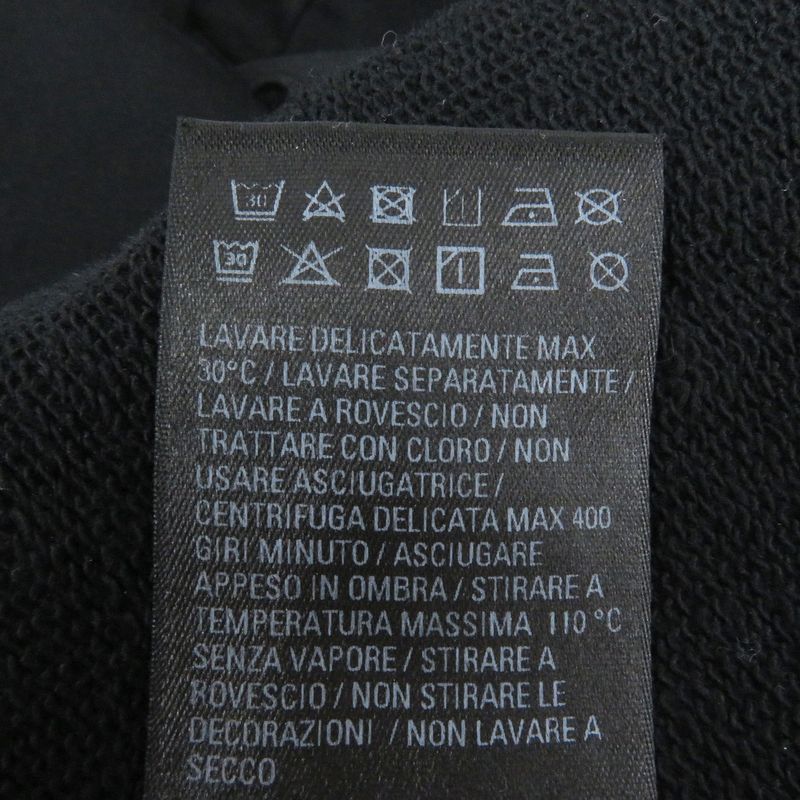 30
30
LAVARE DELICATAMENTE MAX
30°C / LAVARE SEPARATAMENTE /
LAVARE A ROVESCIO / NON
TRATTARE CON CLORO / NON
USARE ASCIUGATRICE /
CENTRIFUGA DELICATA MAX 400
GIRI MINUTO / ASCIUGARE
APPESO IN OMBRA / STIRARE A
TEMPERATURA MASSIMA 110 °C
SENZA VAPORE / STIRARE A
ROVESCIO / NON STIRARE LE
DECORAZIONI / NON LAVARE A
SECCO